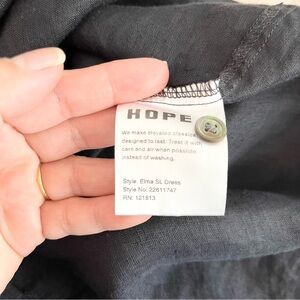 HOPE
We make elevated classics
designed to last. Treat it with
care and air when possible
instead of washing.
Style: Elma SL Dress
Style No: 22611747
RN: 121813